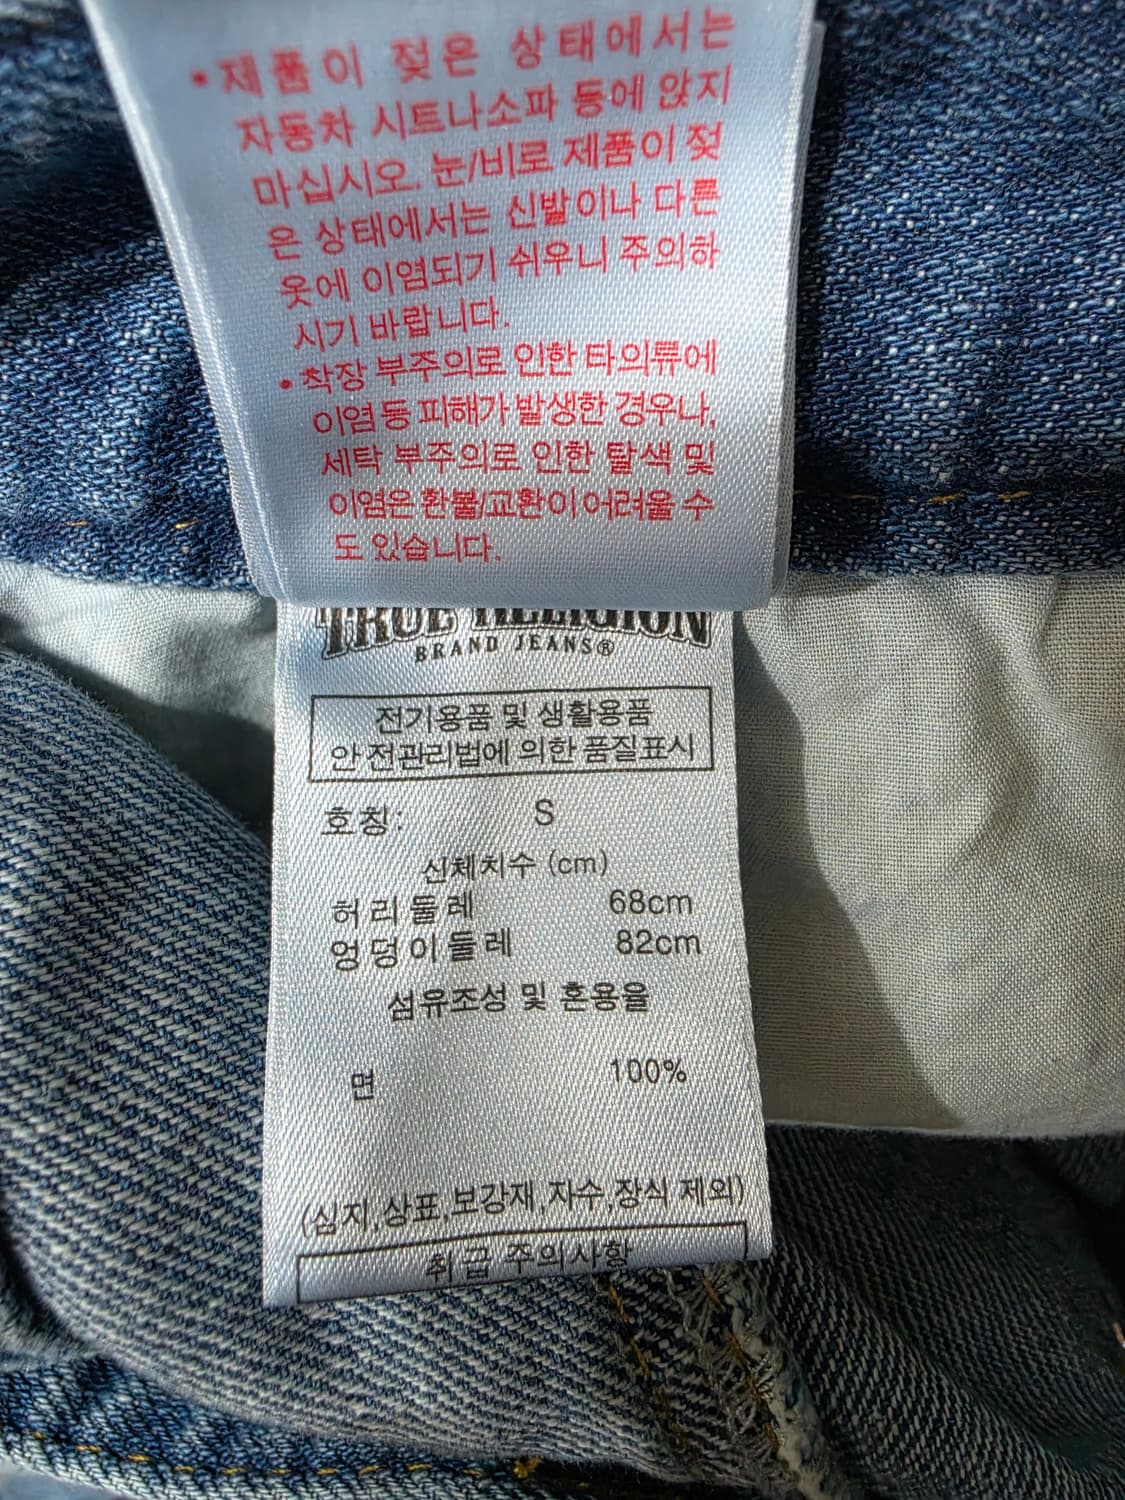 •제품이 젖은 상태에서는
자동차 시트나소파 등에 앉지
마십시오. 눈/비로 제품이 젖
은 상태에서는 신발이나 다른
옷에 이염되기 쉬우니 주의하
시기 바랍니다.
•착장 부주의로 인한 타의류에
이염등 피해가 발생한 경우나,
세탁 부주의로 인한 탈색 및
이염은 환불/교환이 어려울 수
도 있습니다.
TRUE RELIGION
BRAND JEANS®
전기용품 및 생활용품
안전관리법에 의한 품질표시
호칭: S
신체치수 (cm)
허리둘레 68cm
엉덩이둘레 82cm
섬유조성 및 혼용율
면 100%
(심지,상표,보강재,자수,장식 제외)
취급 주의사항